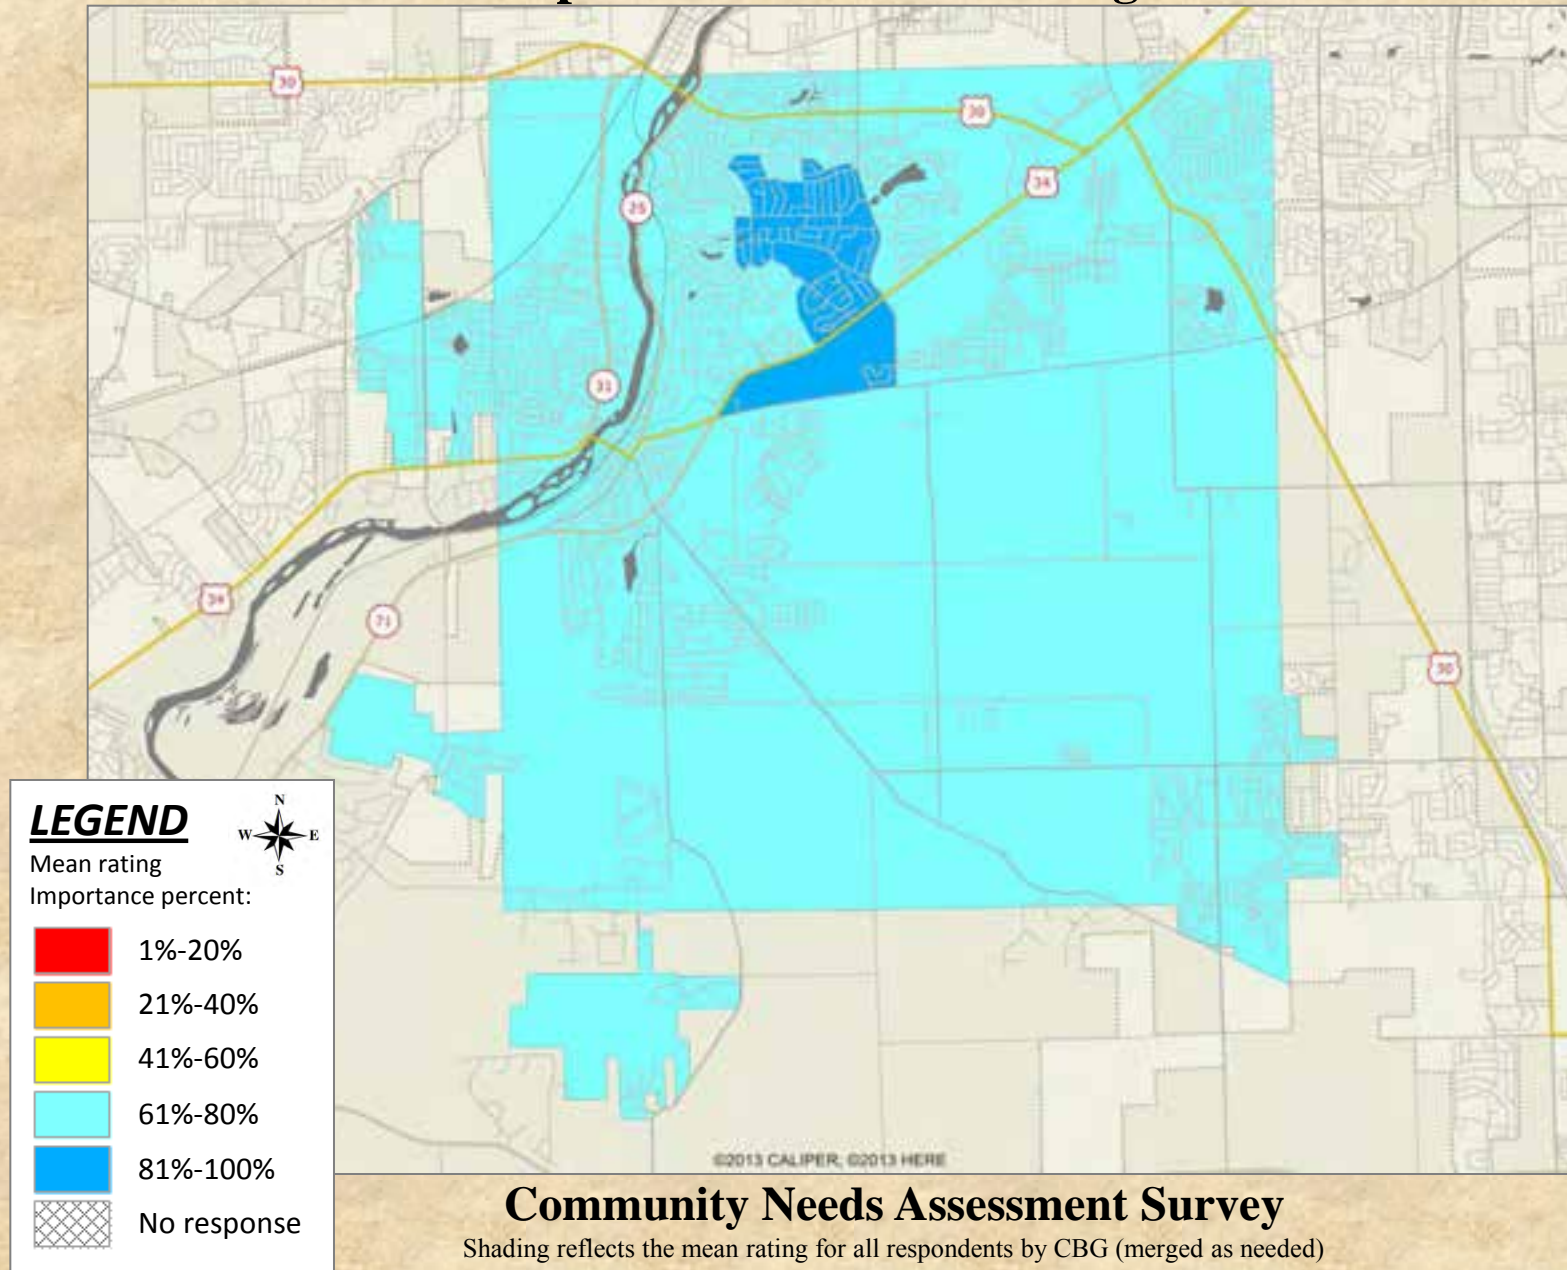 30
30
34
25
31
34
71
30
LEGEND
N
W E
S
Mean rating
Importance percent:
1%-20%
21%-40%
41%-60%
61%-80%
81%-100%
No response
©2013 CALIPER, ©2013 HERE
Community Needs Assessment Survey
Shading reflects the mean rating for all respondents by CBG (merged as needed)